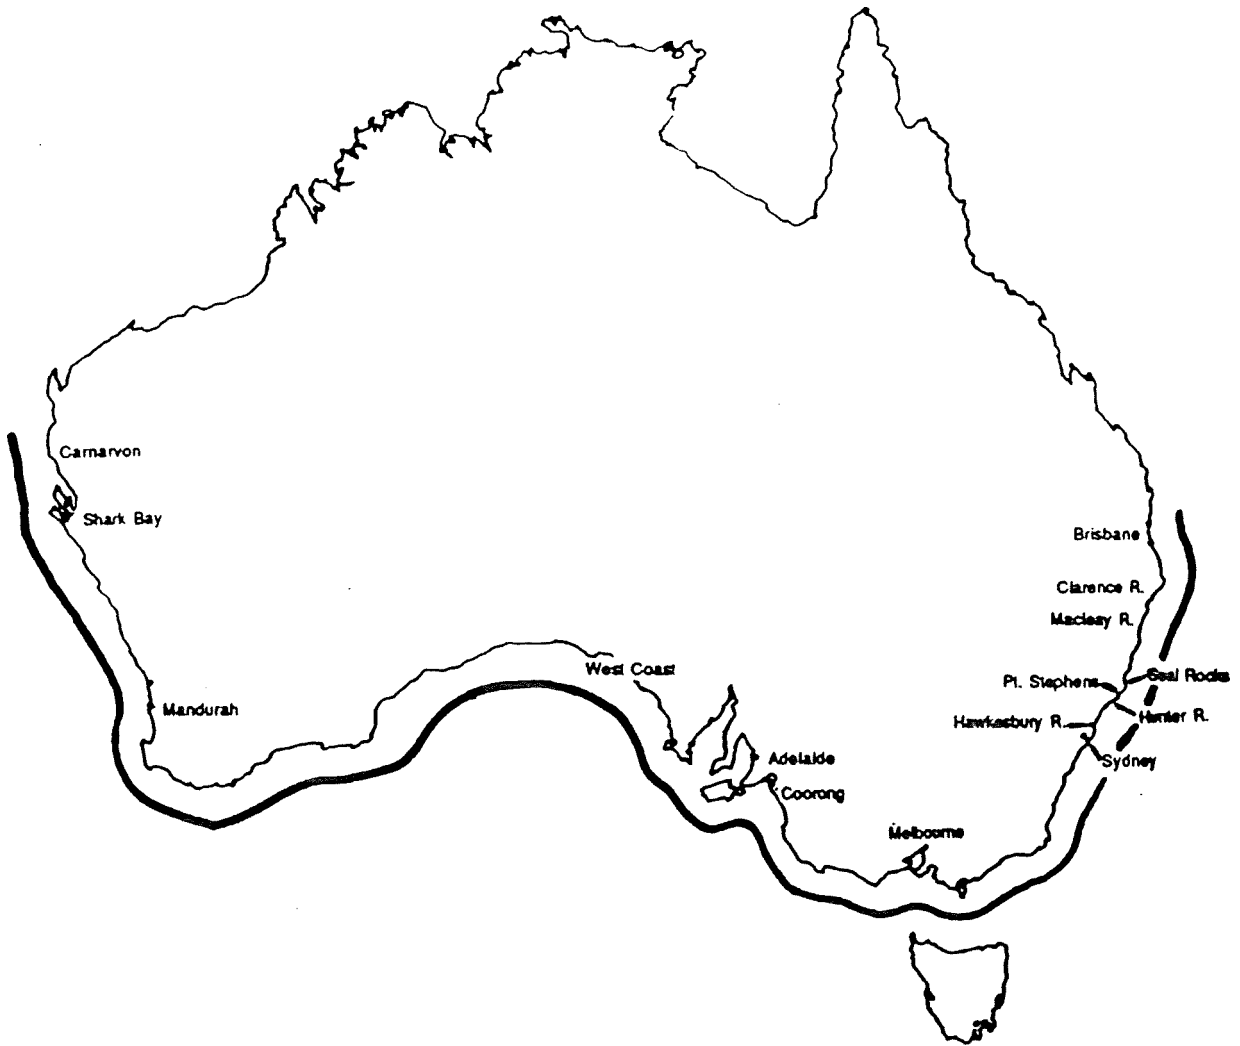 Carnarvon
Shark Bay
Brisbane
Clarence R.
Macleay R.
West Coast
Pt. Stephens
Seal Rocks
Mandurah
Hawkesbury R.
Hunter R.
Adelaide
Sydney
Coorong
Melbourne